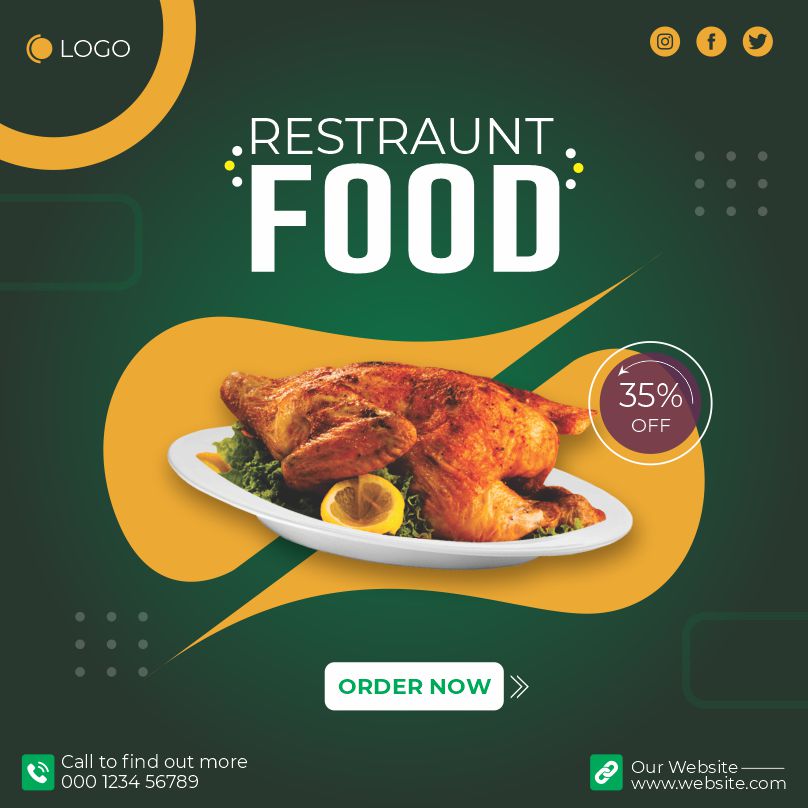 LOGO
RESTRAUNT
FOOD
35%
OFF
ORDER NOW
Call to find out more
000 1234 56789
Our Website
www.website.com